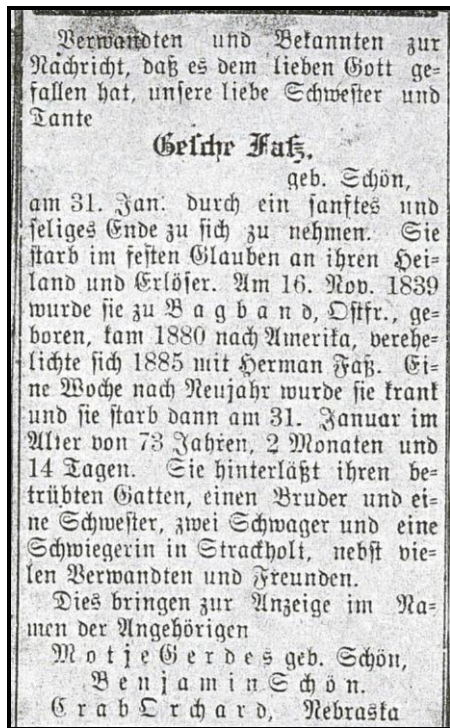 Verwandten und Bekannten zur
Nachricht, daß es dem lieben Gott ge=
fallen hat, unsere liebe Schwester und
Tante
Gesche Faß,
geb. Schön,
am 31. Jan: durch ein sanftes und
seliges Ende zu sich zu nehmen. Sie
starb im festen Glauben an ihren Hei=
land und Erlöser. Am 16. Nov. 1839
wurde sie zu Bagband, Ostfr., ge=
boren, kam 1880 nach Amerika, verehe=
lichte sich 1885 mit Herman Faß. Ei=
ne Woche nach Neujahr wurde sie krank
und sie starb dann am 31. Januar im
Alter von 73 Jahren, 2 Monaten und
14 Tagen. Sie hinterläßt ihren be=
trübten Gatten, einen Bruder und ei=
ne Schwester, zwei Schwager und eine
Schwiegerin in Strackholt, nebst vie=
len Verwandten und Freunden.
Dies bringen zur Anzeige im Na=
men der Angehörigen
Motje Gerdes geb. Schön,
Benjamin Schön.
Crab Orchard, Nebraska